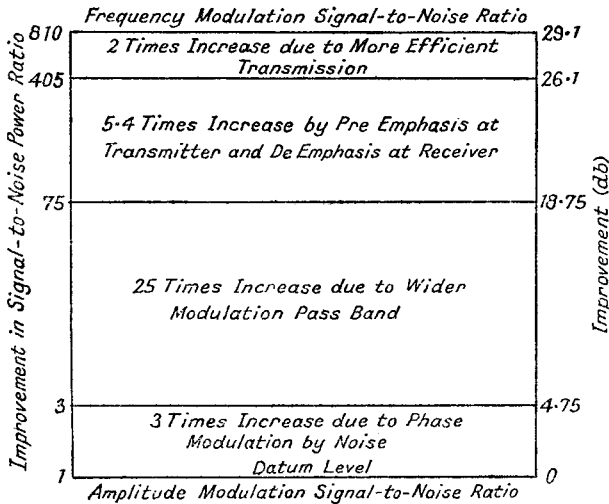 Frequency Modulation Signal-to-Noise Ratio
810
29·1
2 Times Increase due to More Efficient
Transmission
405
26·1
5·4 Times Increase by Pre Emphasis at
Transmitter and De Emphasis at Receiver
75
18·75
25 Times Increase due to Wider
Modulation Pass Band
3
4·75
3 Times Increase due to Phase
Modulation by Noise
Datum Level
1
0
Amplitude Modulation Signal-to-Noise Ratio
Improvement in Signal-to-Noise Power Ratio
Improvement (db)